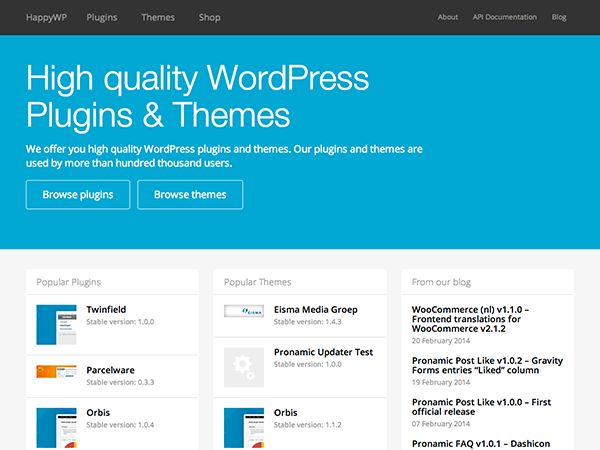 HappyWP Plugins Themes Shop About API Documentation Blog
High quality WordPress
Plugins & Themes
We offer you high quality WordPress plugins and themes. Our plugins and themes are
used by more than hundred thousand users.
Browse plugins Browse themes
Popular Plugins
Twinfield
Stable version: 1.0.0
Parcelware
Stable version: 0.3.3
Orbis
Stable version: 1.0.4
Popular Themes
EISMA
Eisma Media Groep
Stable version: 1.4.3
Pronamic Updater Test
Stable version: 1.0.0
Orbis
Stable version: 1.1.2
From our blog
WooCommerce (nl) v1.1.0 –
Frontend translations for
WooCommerce v2.1.2
20 February 2014
Pronamic Post Like v1.0.2 – Gravity
Forms entries “Liked” column
19 February 2014
Pronamic Post Like v1.0.0 – First
official release
07 February 2014
Pronamic FAQ v1.0.1 – Dashicon